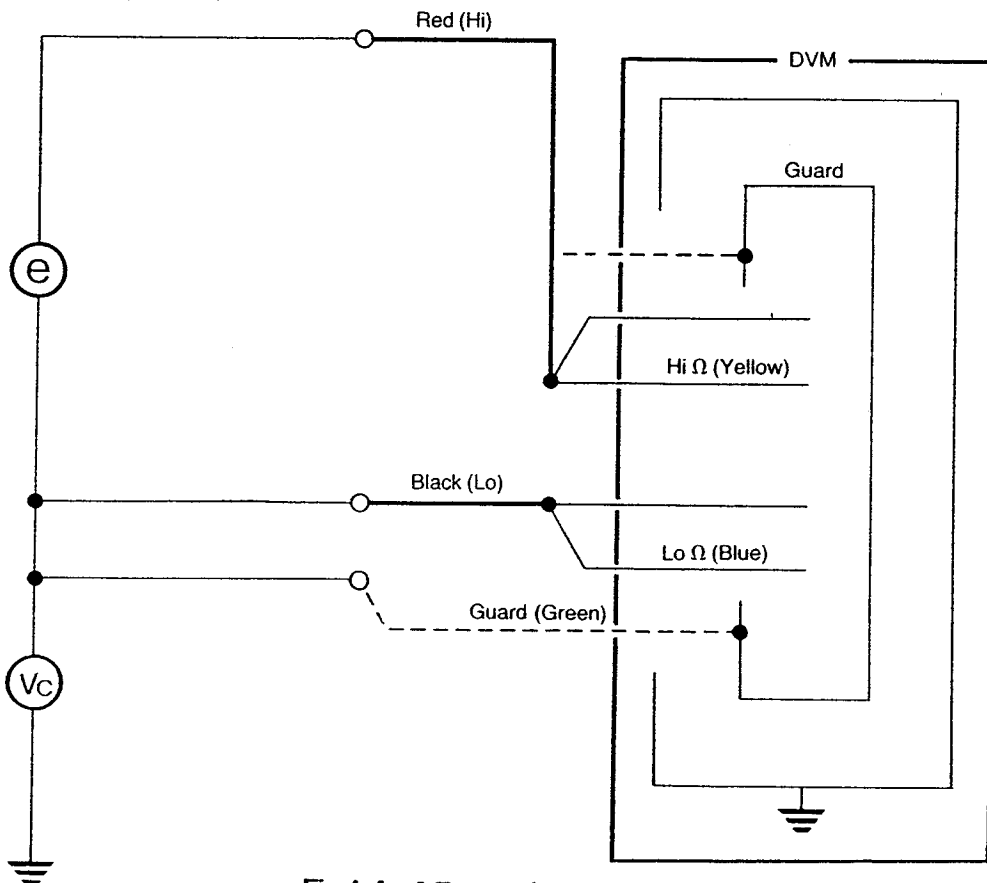 Red (Hi)
DVM
Guard
e
Hi Ω (Yellow)
Black (Lo)
Lo Ω (Blue)
Guard (Green)
Vc